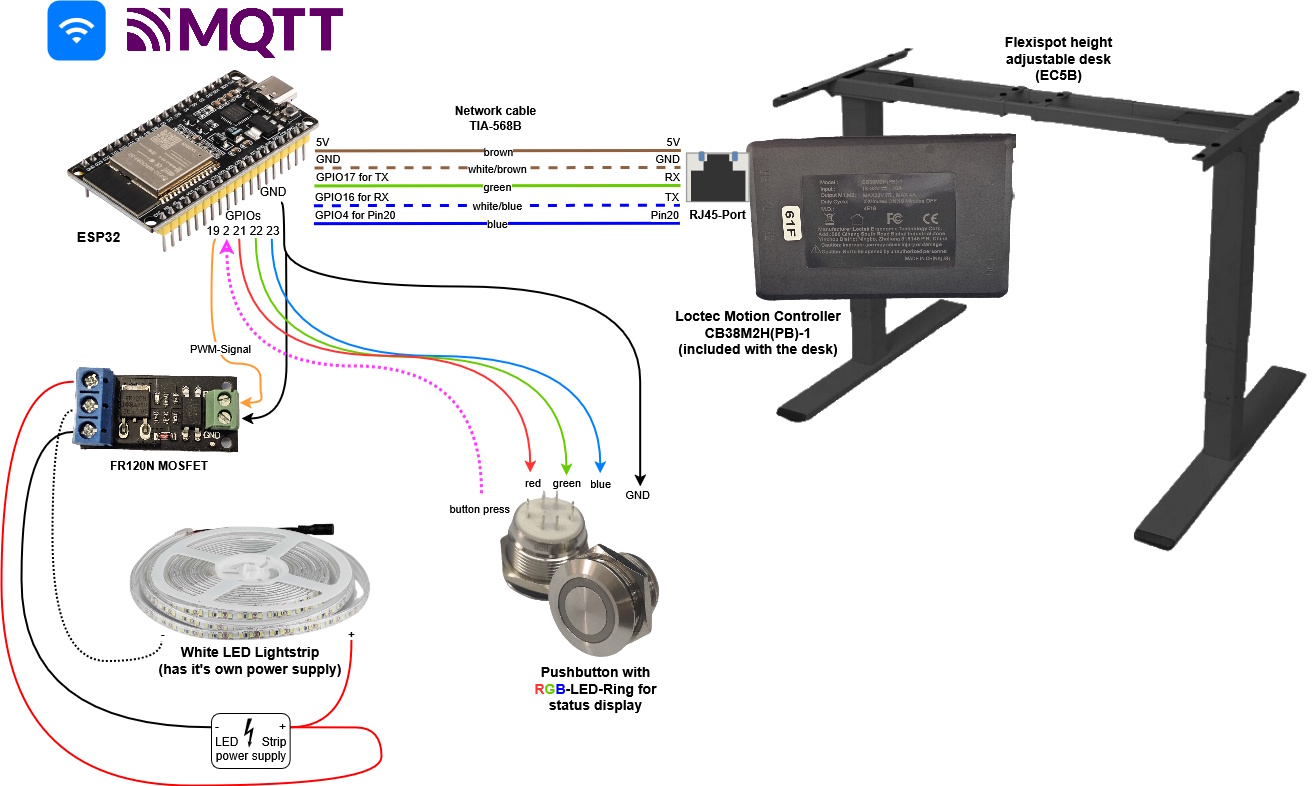 MQTT
Flexispot height
adjustable desk
(EC5B)
Network cable
TIA-568B
5V
brown
5V
GND
white/brown
GND
GPIO17 for TX
green
RX
GPIO16 for RX
white/blue
TX
GPIO4 for Pin20
blue
Pin20
RJ45-Port
GND
GPIOs
19 2 21 22 23
ESP32
61F
FC CE
Loctec Motion Controller
CB38M2H(PB)-1
(included with the desk)
PWM-Signal
GND
FR120N MOSFET
red
green
blue
GND
button press
White LED Lightstrip
(has it's own power supply)
- +
Pushbutton with
RGB-LED-Ring for
status display
- +
LED Strip
power supply